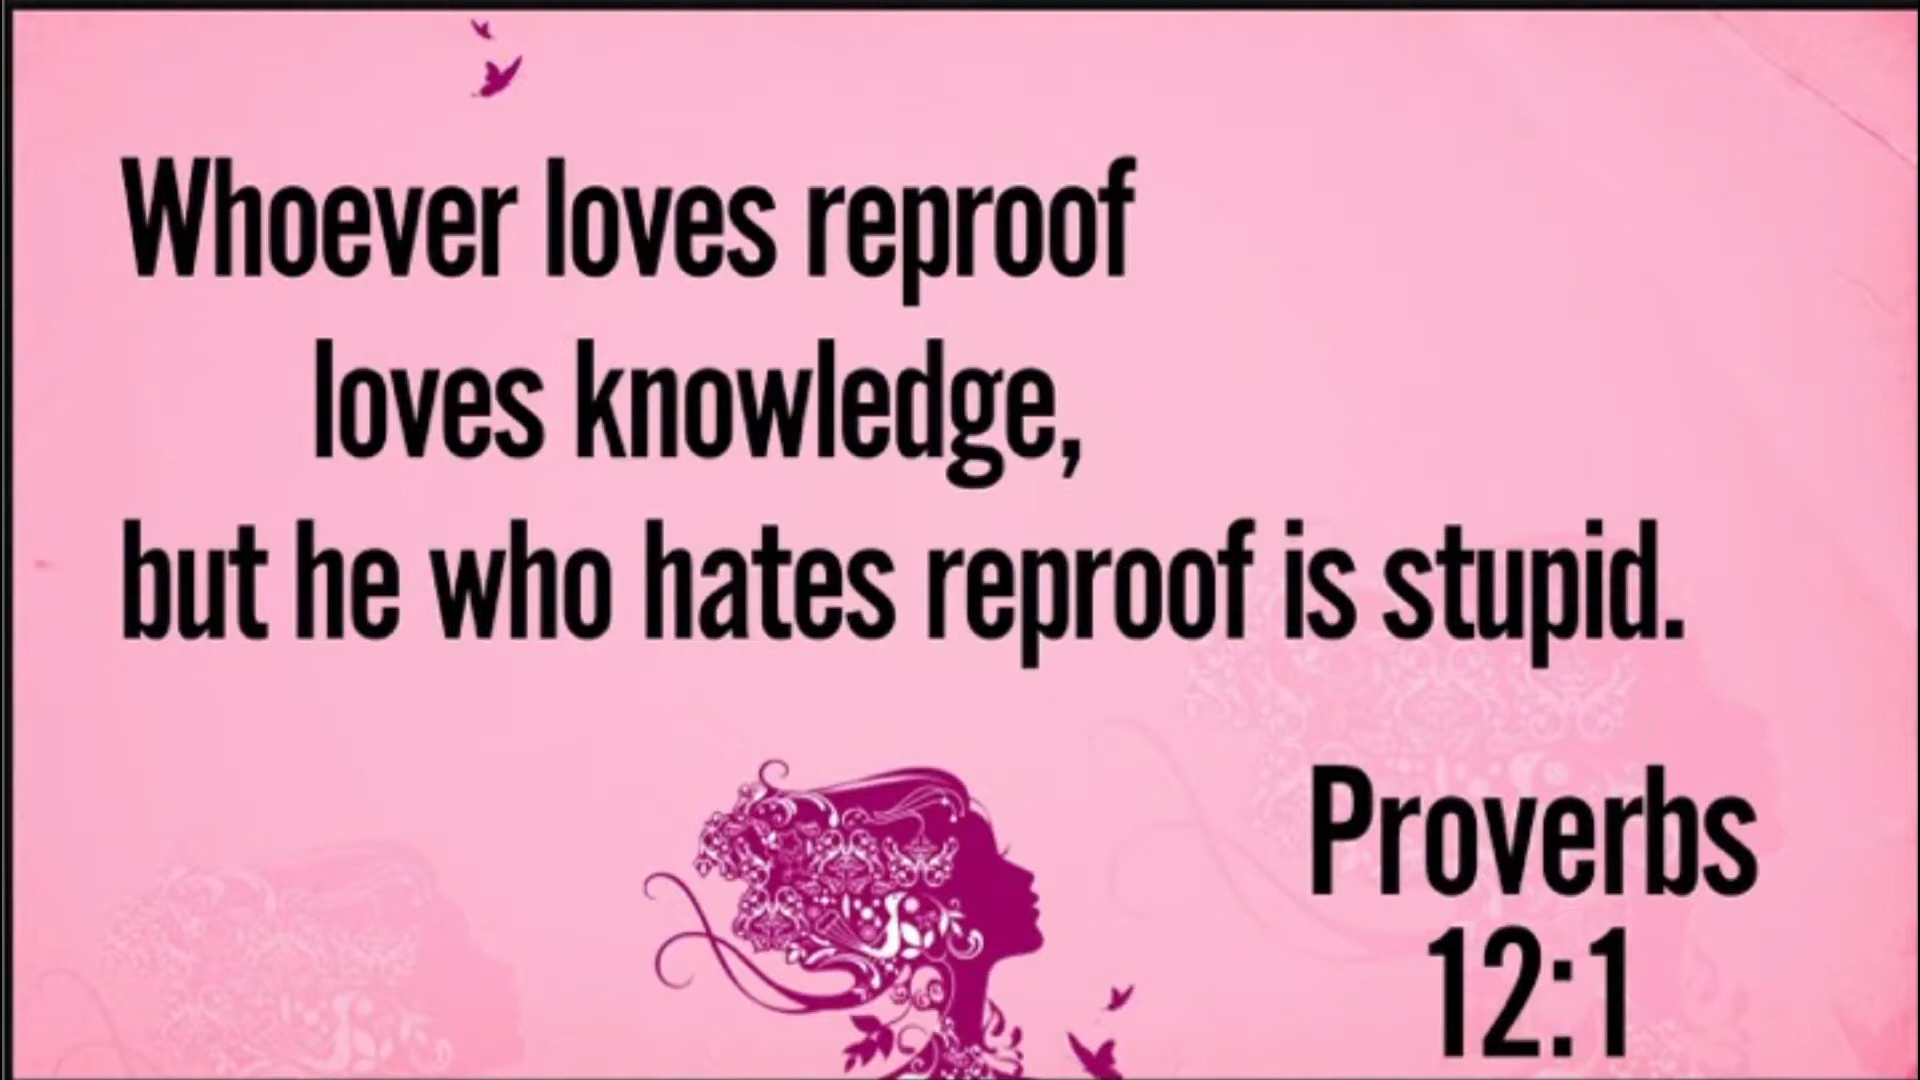 Whoever loves reproof
loves knowledge,
but he who hates reproof is stupid.
Proverbs
12:1